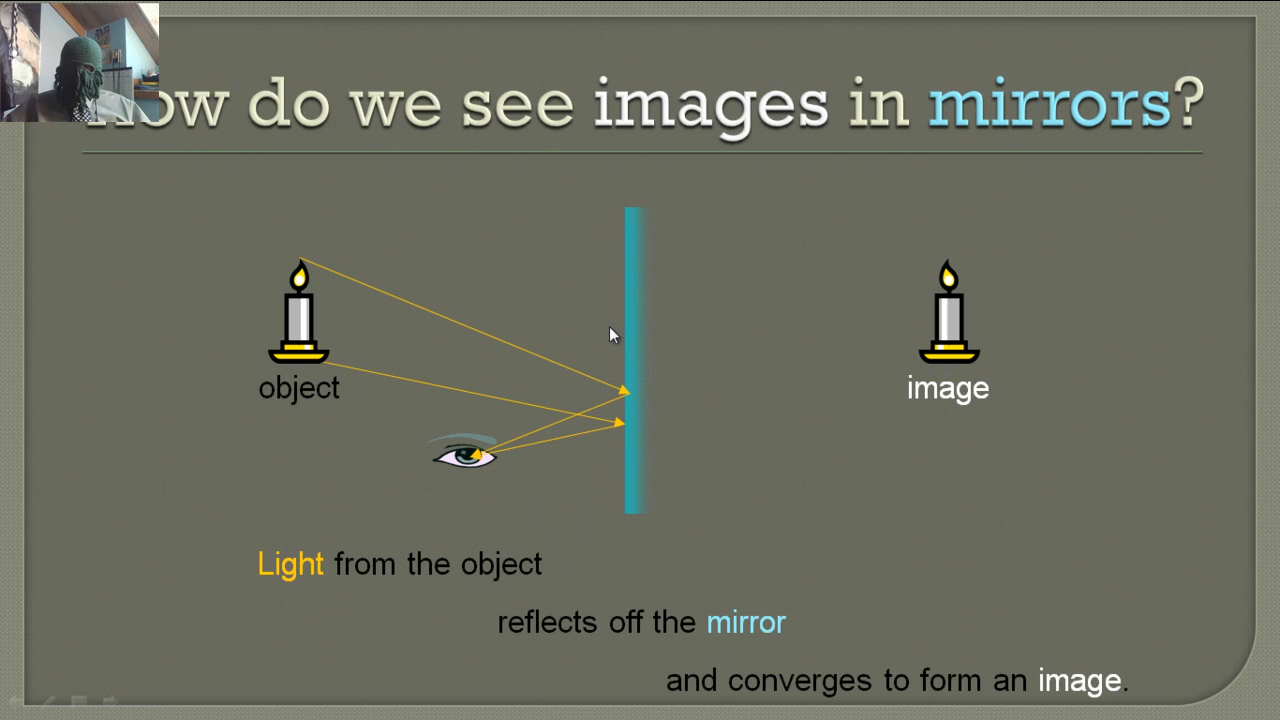 How do we see images in mirrors?
object
image
Light from the object
reflects off the mirror
and converges to form an image.